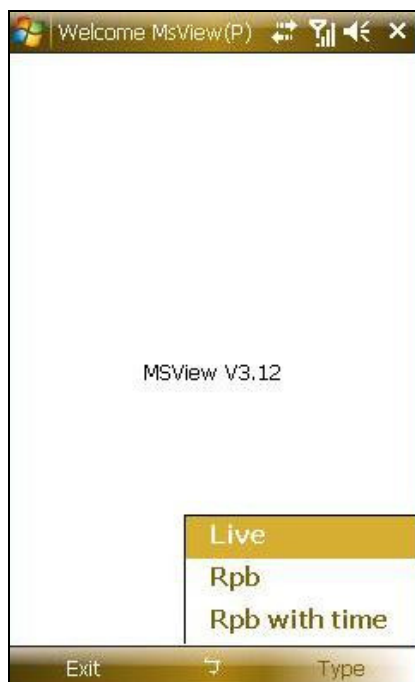 Welcome MsView(P)
MSView V3.12
Live
Rpb
Rpb with time
Exit
Type